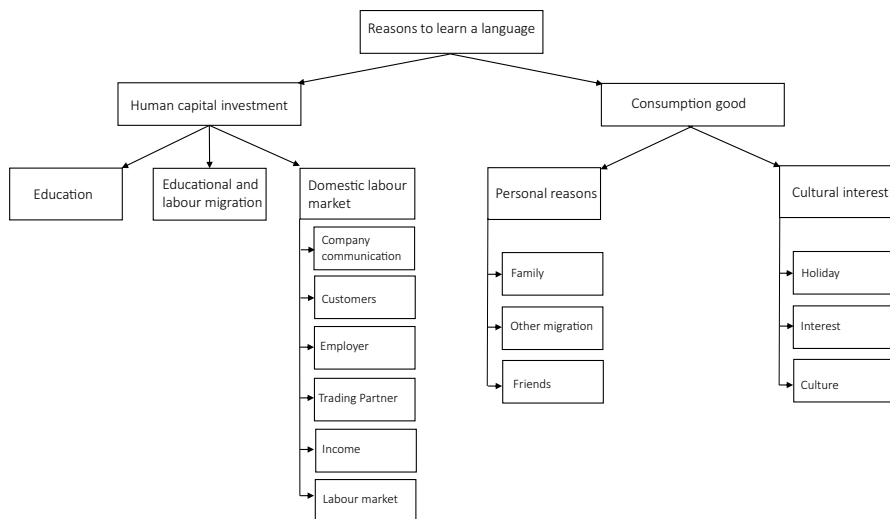 Reasons to learn a language
Human capital investment
Consumption good
Education
Educational and
labour migration
Domestic labour
market
Company
communication
Customers
Employer
Trading Partner
Income
Labour market
Personal reasons
Family
Other migration
Friends
Cultural interest
Holiday
Interest
Culture